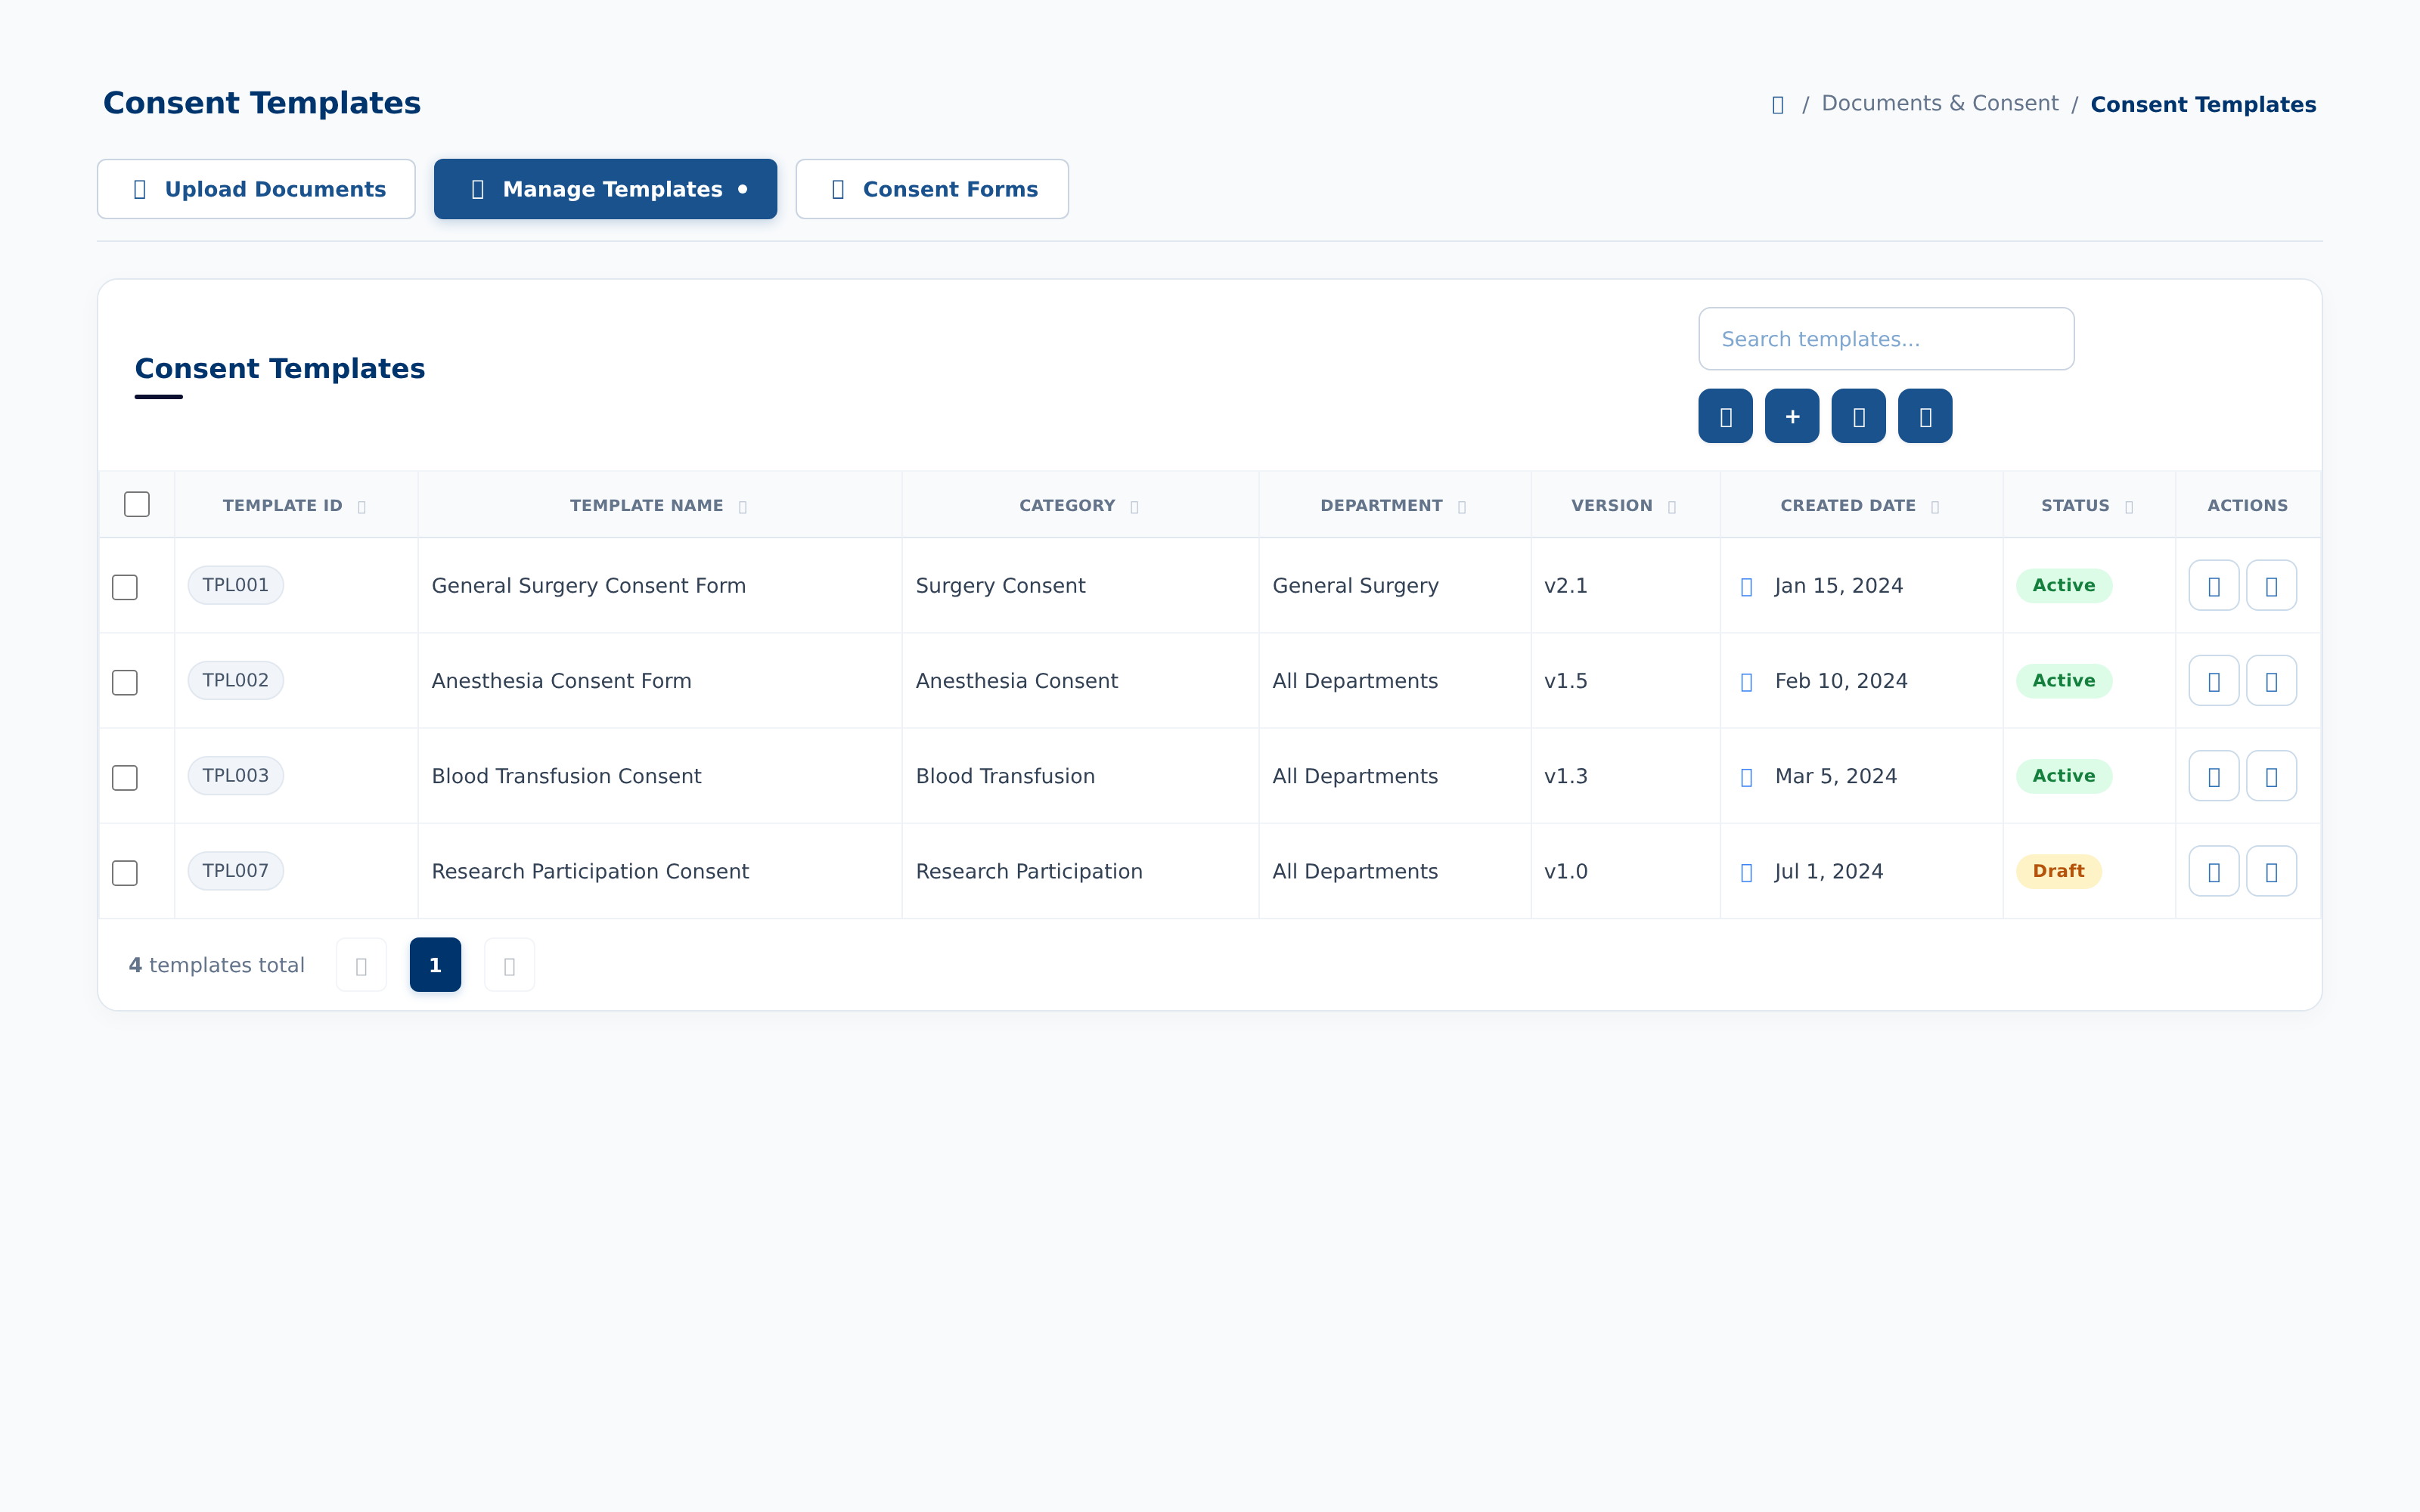 Consent Templates
/ Documents & Consent / Consent Templates
Upload Documents
Manage Templates •
Consent Forms
Consent Templates
Search templates...
+
TEMPLATE ID TEMPLATE NAME CATEGORY DEPARTMENT VERSION CREATED DATE STATUS ACTIONS
TPL001 General Surgery Consent Form Surgery Consent General Surgery v2.1 Jan 15, 2024 Active
TPL002 Anesthesia Consent Form Anesthesia Consent All Departments v1.5 Feb 10, 2024 Active
TPL003 Blood Transfusion Consent Blood Transfusion All Departments v1.3 Mar 5, 2024 Active
TPL007 Research Participation Consent Research Participation All Departments v1.0 Jul 1, 2024 Draft
4 templates total 1